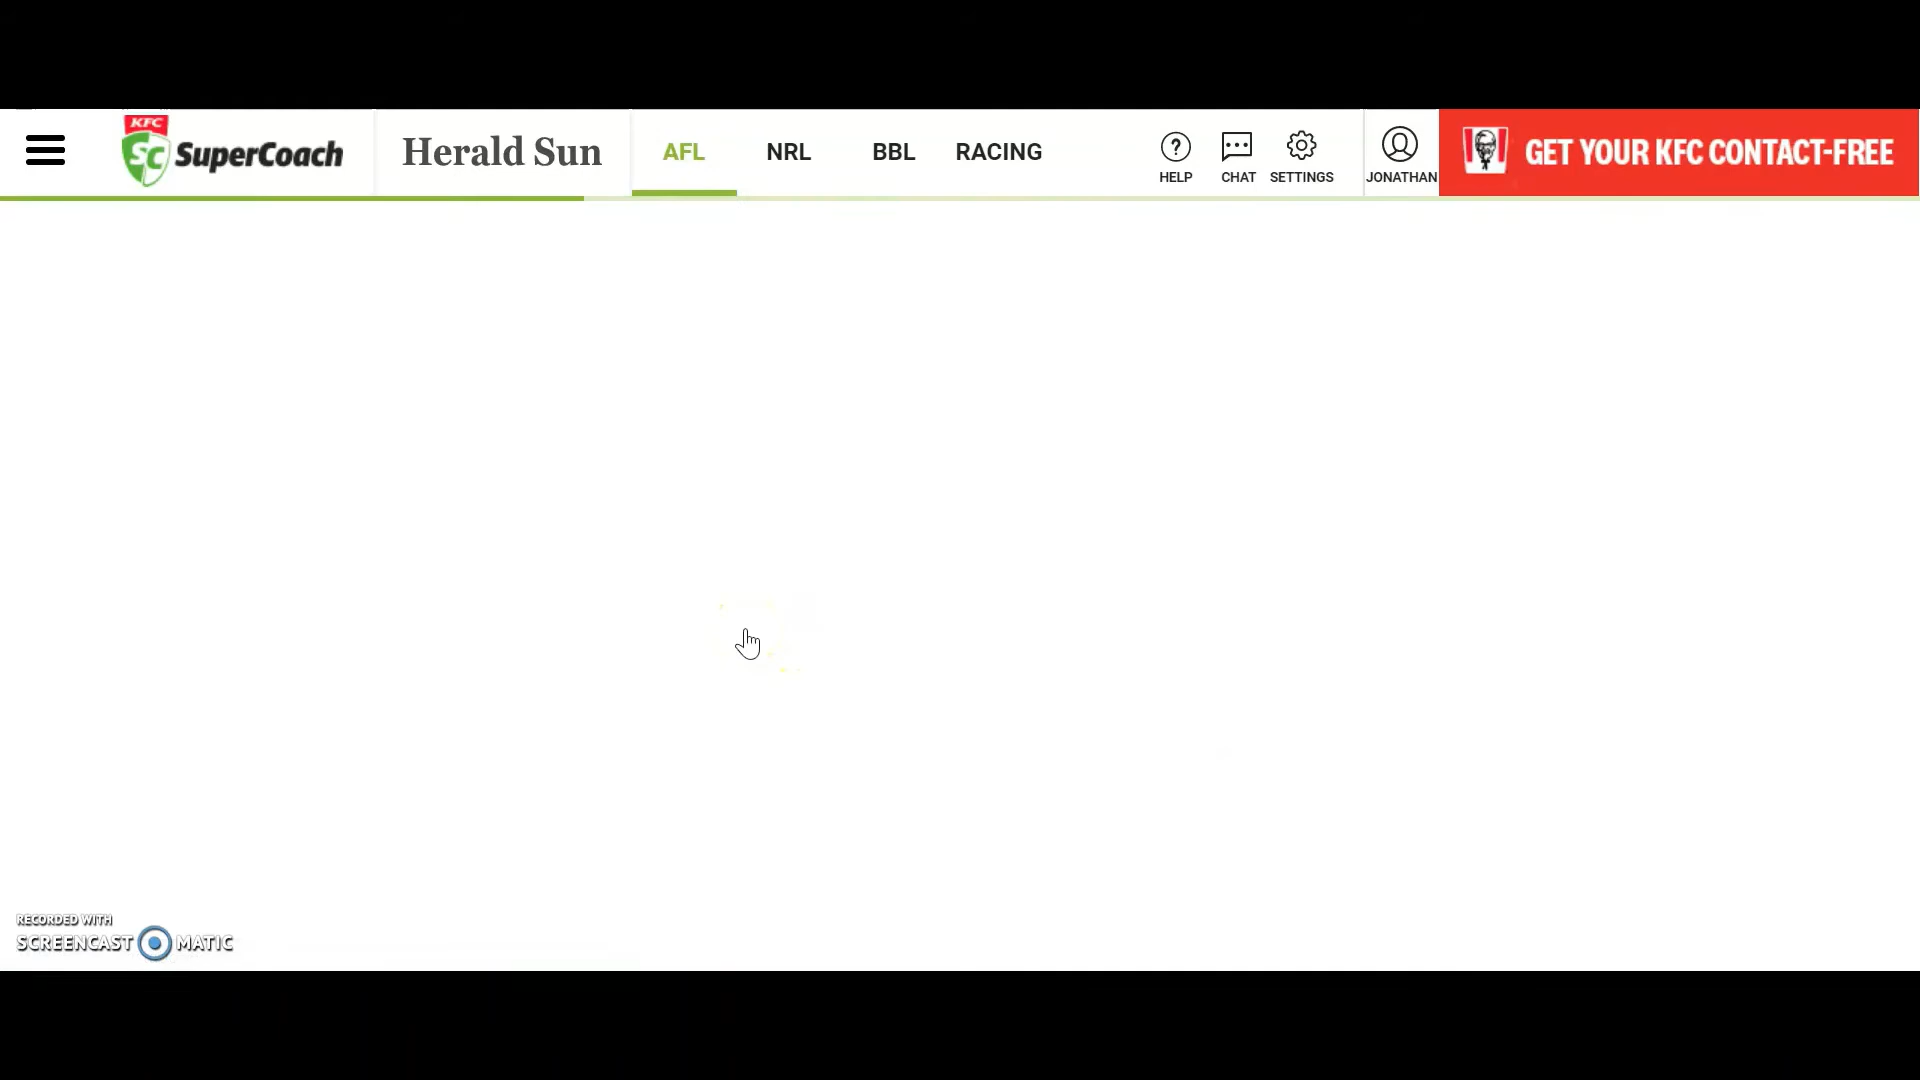 KFC
SC SuperCoach
Herald Sun
AFL
NRL
BBL
RACING
?
HELP
CHAT
SETTINGS
JONATHAN
GET YOUR KFC CONTACT-FREE
RECORDED WITH
SCREENCAST MATIC